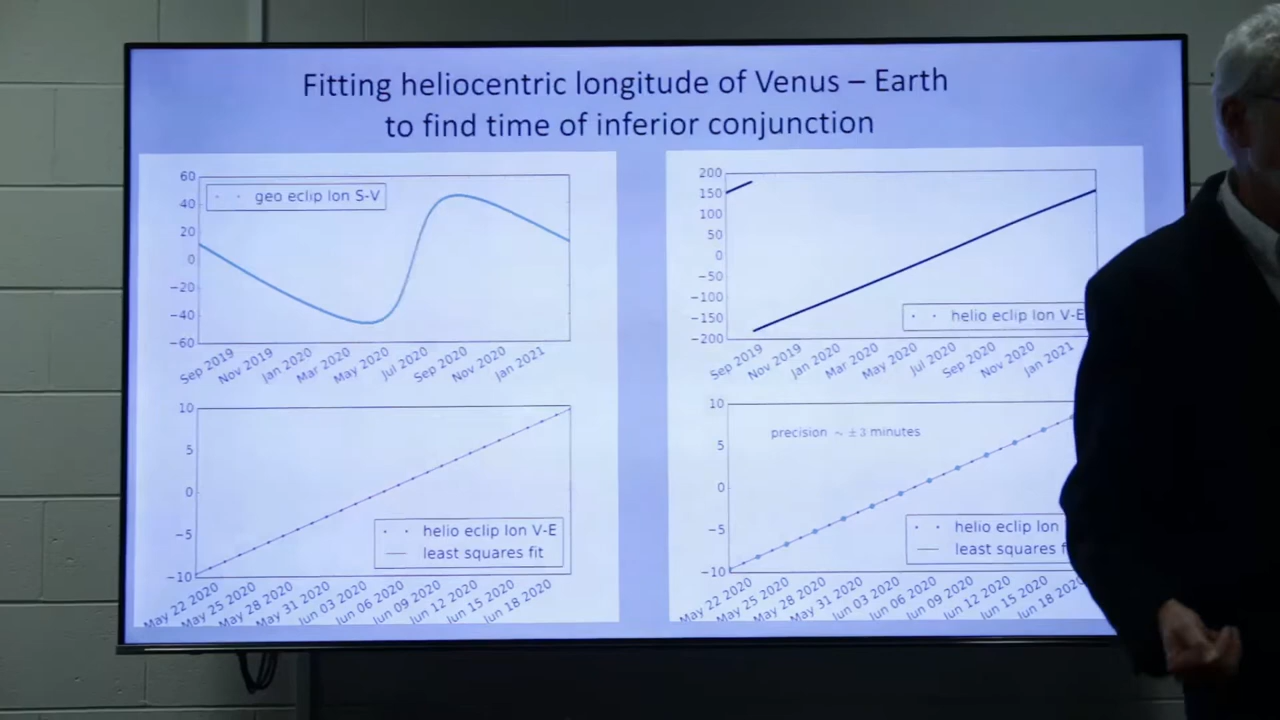 Fitting heliocentric longitude of Venus – Earth
to find time of inferior conjunction
60
40
20
0
−20
−40
−60
geo eclip lon S-V
Sep 2019
Nov 2019
Jan 2020
Mar 2020
May 2020
Jul 2020
Sep 2020
Nov 2020
Jan 2021
200
150
100
50
0
−50
−100
−150
−200
helio eclip lon V-E
Sep 2019
Nov 2019
Jan 2020
Mar 2020
May 2020
Jul 2020
Sep 2020
Nov 2020
Jan 2021
10
5
0
−5
−10
helio eclip lon V-E
least squares fit
May 22 2020
May 25 2020
May 28 2020
May 31 2020
Jun 03 2020
Jun 06 2020
Jun 09 2020
Jun 12 2020
Jun 15 2020
Jun 18 2020
10
5
0
−5
−10
precision ~ ±3 minutes
helio eclip lon
least squares
May 22 2020
May 25 2020
May 28 2020
May 31 2020
Jun 03 2020
Jun 06 2020
Jun 09 2020
Jun 12 2020
Jun 15 2020
Jun 18 2020